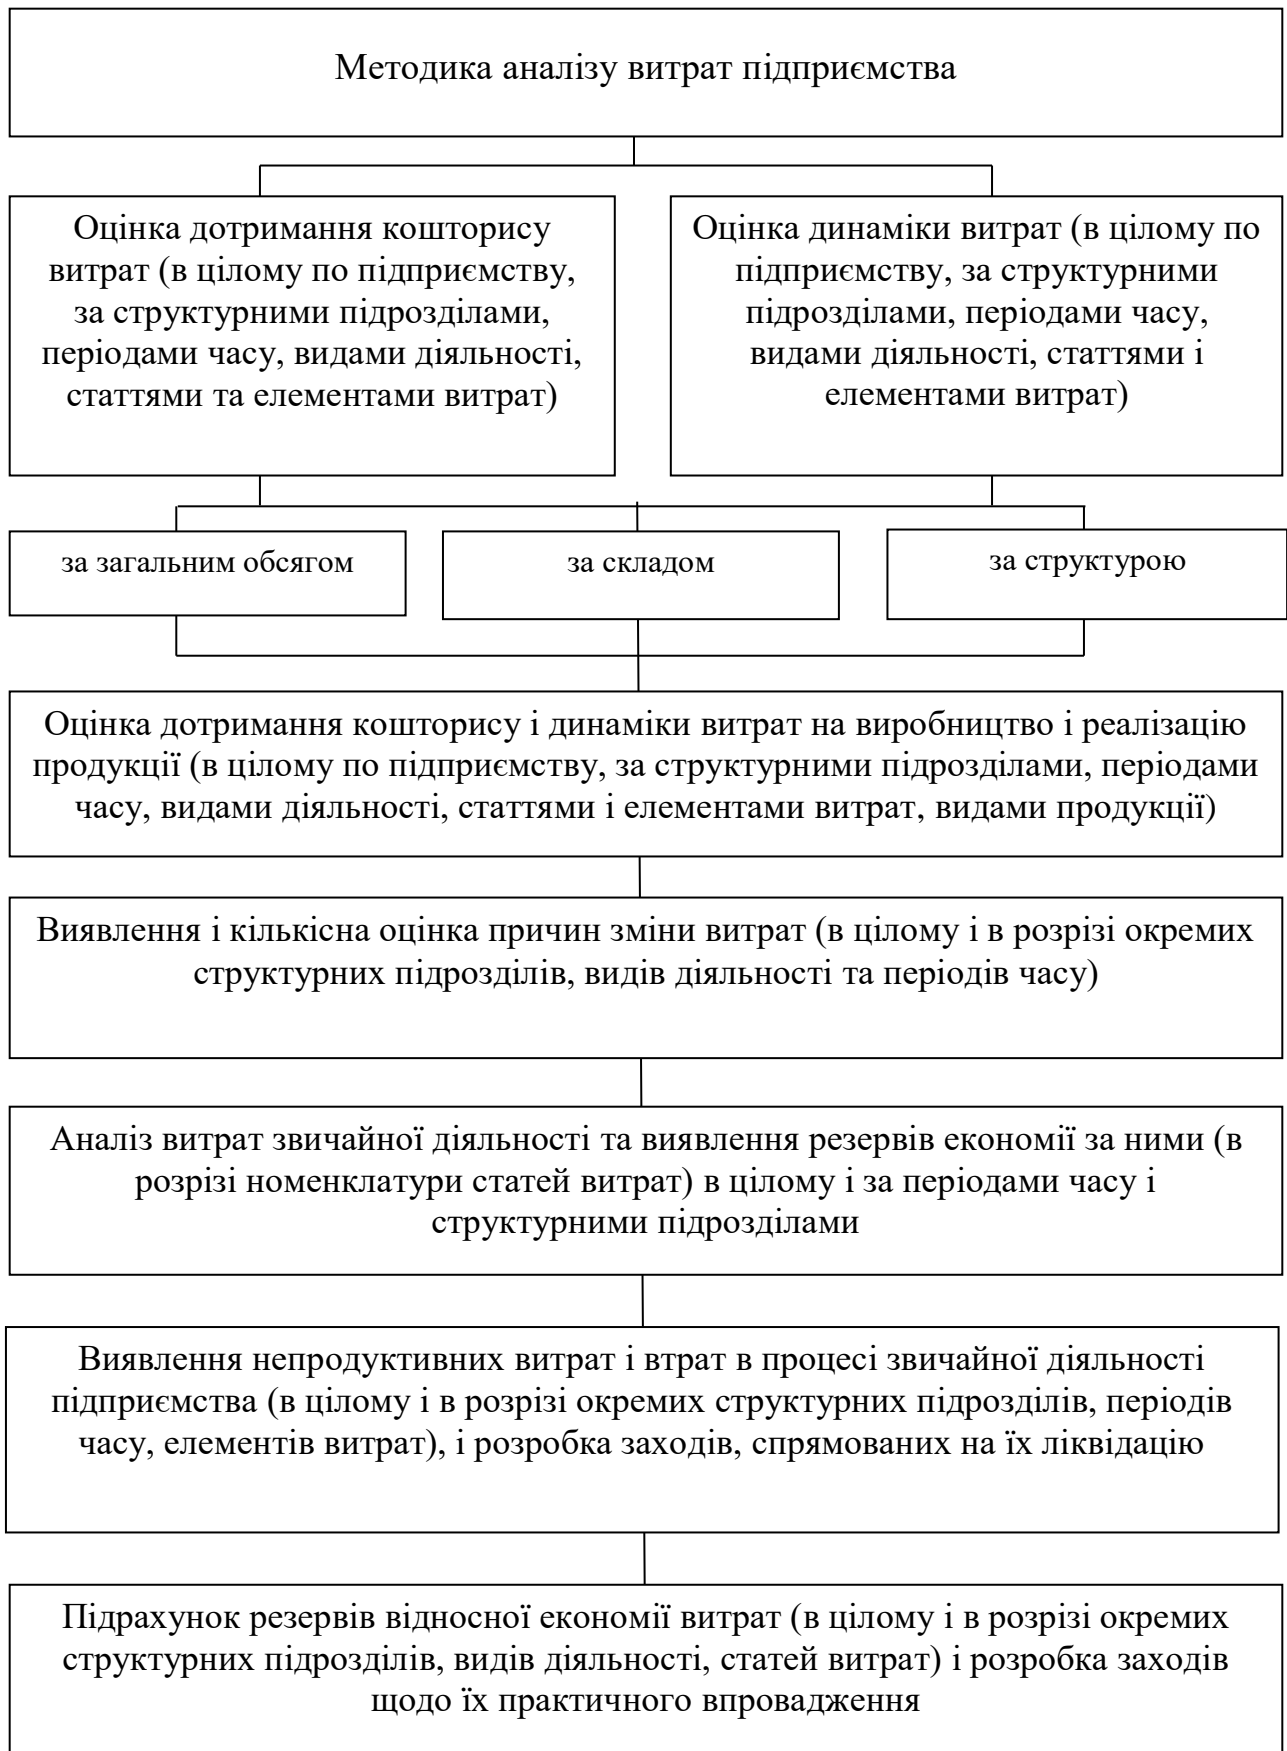 Методика аналізу витрат підприємства
Оцінка дотримання кошторису
витрат (в цілому по підприємству,
за структурними підрозділами,
періодами часу, видами діяльності,
статтями та елементами витрат)
Оцінка динаміки витрат (в цілому по
підприємству, за структурними
підрозділами, періодами часу,
видами діяльності, статтями і
елементами витрат)
за загальним обсягом
за складом
за структурою
Оцінка дотримання кошторису і динаміки витрат на виробництво і реалізацію
продукції (в цілому по підприємству, за структурними підрозділами, періодами
часу, видами діяльності, статтями і елементами витрат, видами продукції)
Виявлення і кількісна оцінка причин зміни витрат (в цілому і в розрізі окремих
структурних підрозділів, видів діяльності та періодів часу)
Аналіз витрат звичайної діяльності та виявлення резервів економії за ними (в
розрізі номенклатури статей витрат) в цілому і за періодами часу і
структурними підрозділами
Виявлення непродуктивних витрат і втрат в процесі звичайної діяльності
підприємства (в цілому і в розрізі окремих структурних підрозділів, періодів
часу, елементів витрат), і розробка заходів, спрямованих на їх ліквідацію
Підрахунок резервів відносної економії витрат (в цілому і в розрізі окремих
структурних підрозділів, видів діяльності, статей витрат) і розробка заходів
щодо їх практичного впровадження